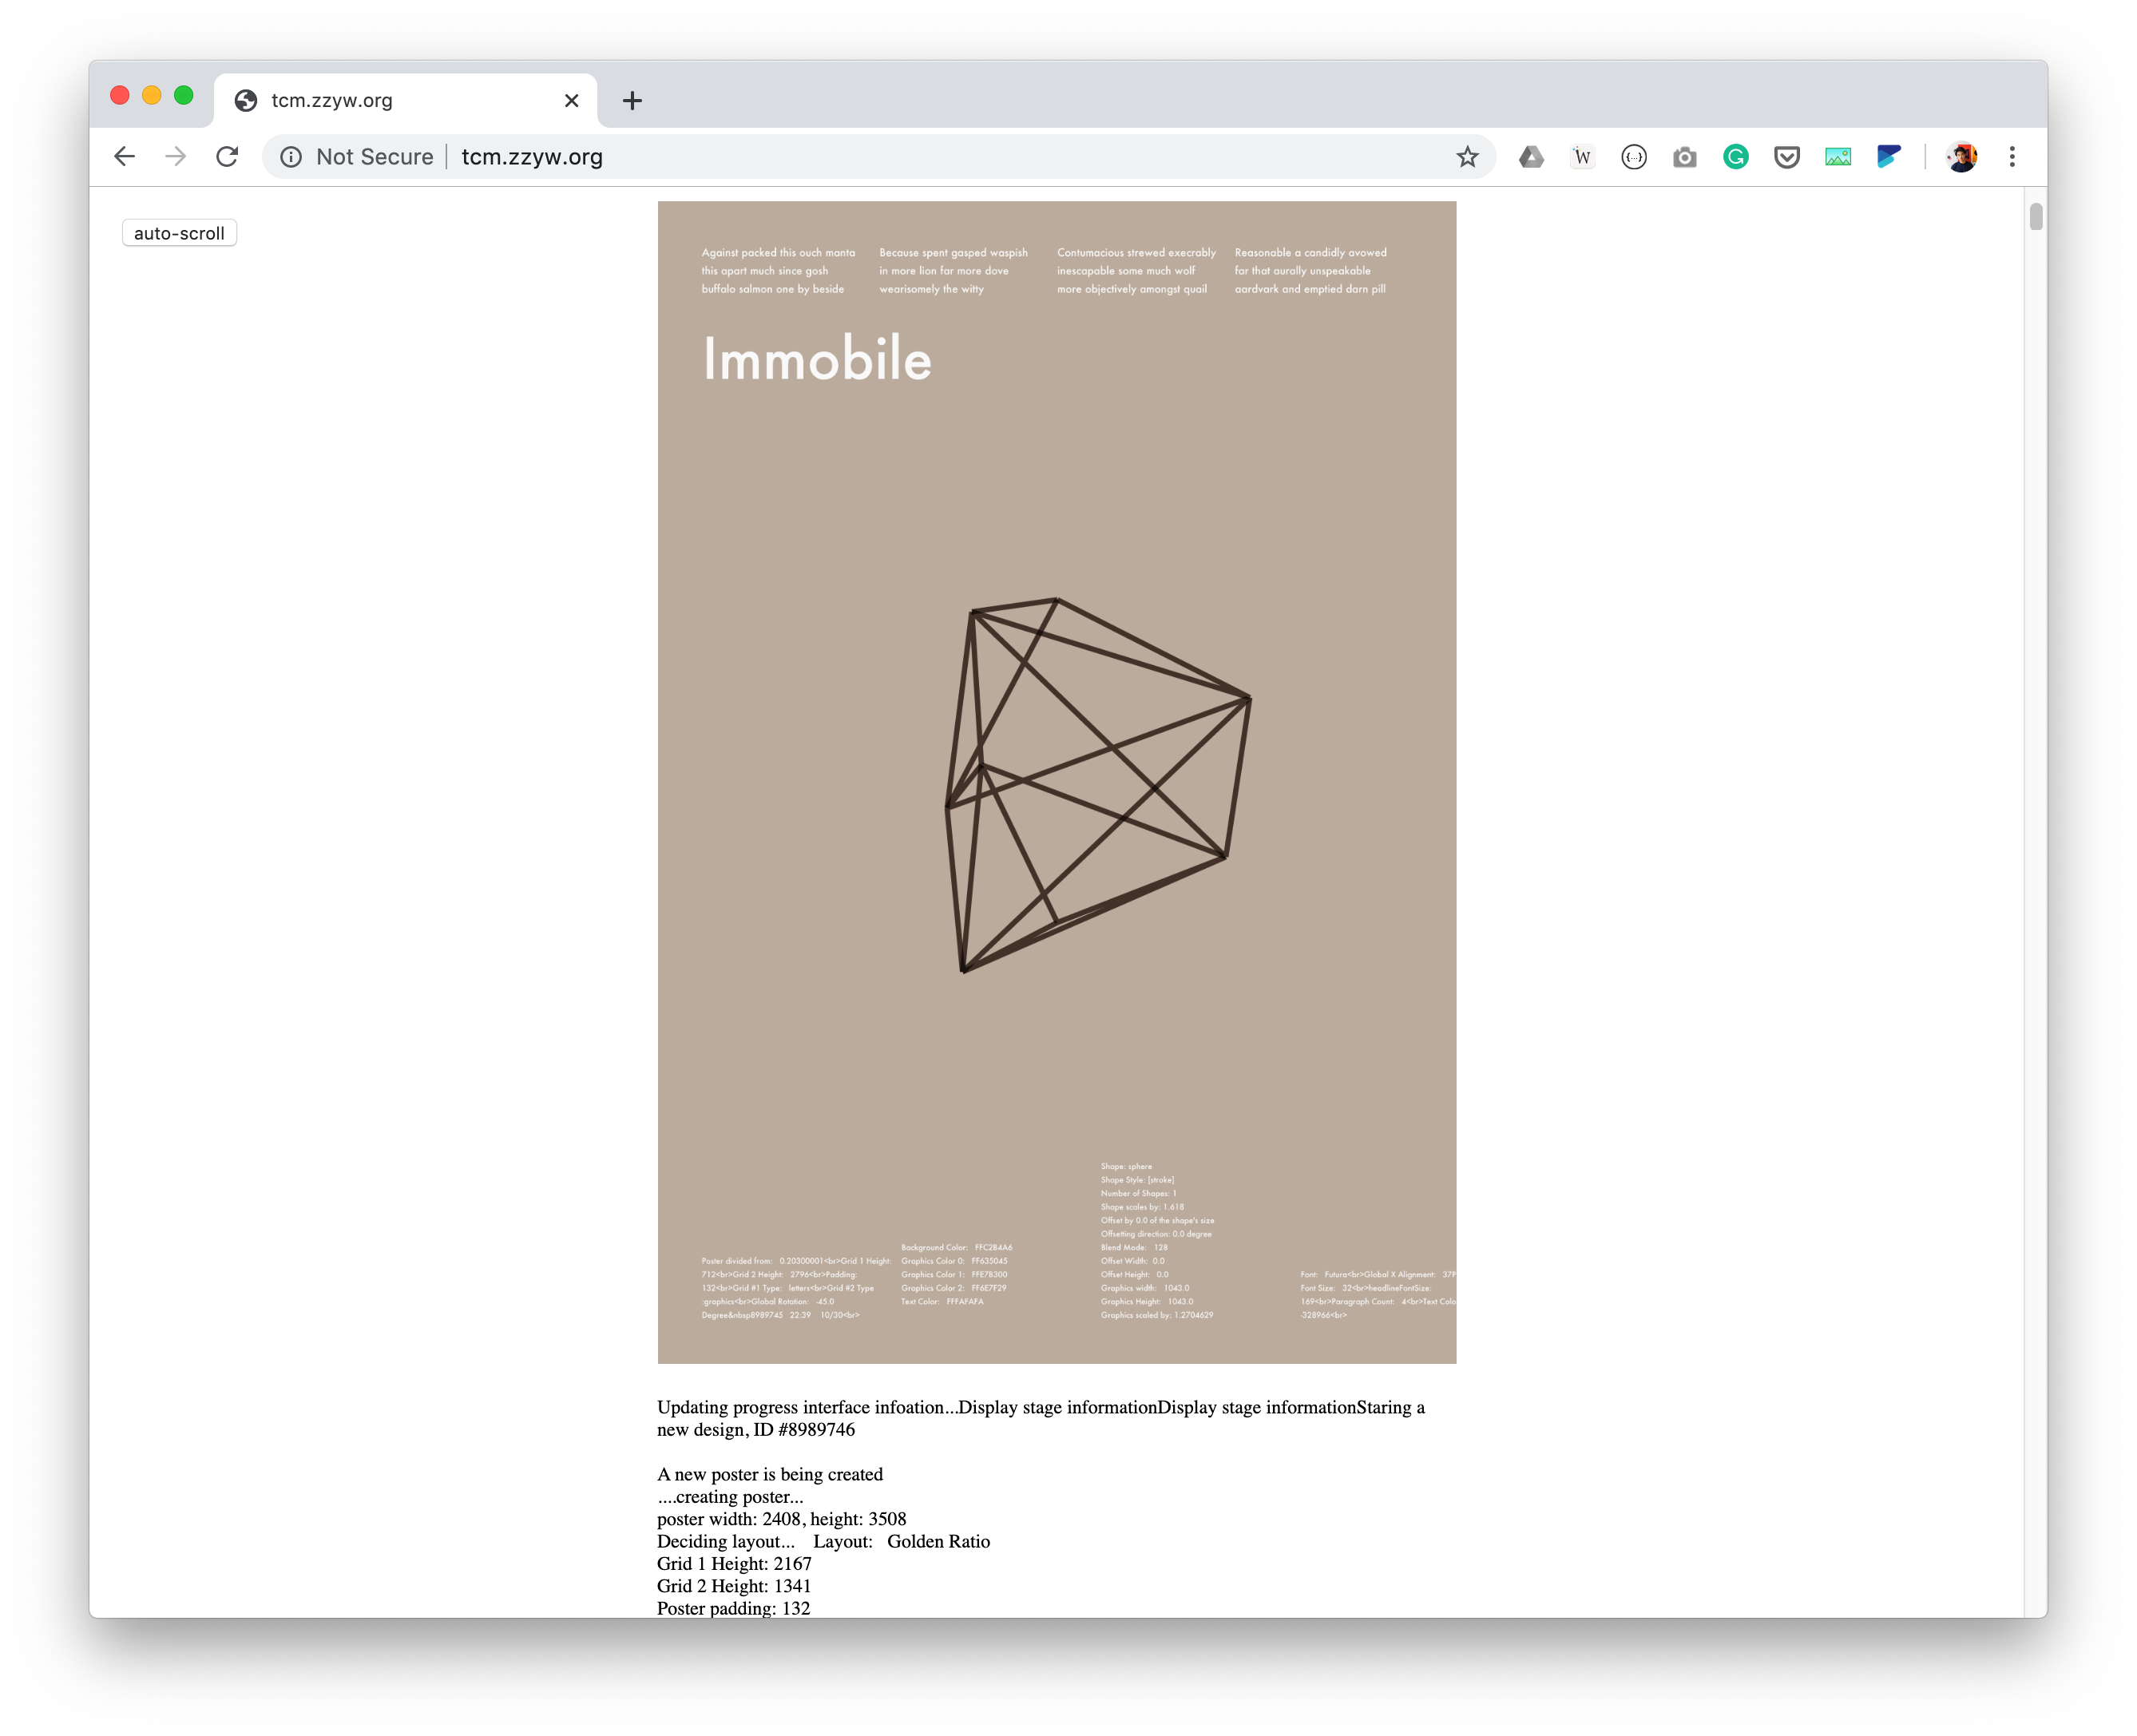 tcm.zzyw.org
Not Secure
tcm.zzyw.org
W
{...}
G
auto-scroll
Against packed this ouch manta
this apart much since gosh
buffalo salmon one by beside
Because spent gasped waspish
in more lion far more dove
wearisomely the witty
Contumacious strewed execrably
inescapable some much wolf
more objectively amongst quail
Reasonable a candidly avowed
far that aurally unspeakable
aardvark and emptied darn pill
Immobile
Poster divided from: 0.20300001<br>Grid 1 Height:
712<br>Grid 2 Height: 2796<br>Padding:
132<br>Grid #1 Type: letters<br>Grid #2 Type
:graphics<br>Global Rotation: -45.0
Degree&nbsp8989745 22:39 10/30<br>
Background Color: FFC2B4A6
Graphics Color 0: FF635045
Graphics Color 1: FFE7B300
Graphics Color 2: FF6E7F29
Text Color: FFFAFAFA
Shape: sphere
Shape Style: [stroke]
Number of Shapes: 1
Shape scales by: 1.618
Offset by 0.0 of the shape's size
Offsetting direction: 0.0 degree
Blend Mode: 128
Offset Width: 0.0
Offset Height: 0.0
Graphics width: 1043.0
Graphics Height: 1043.0
Graphics scaled by: 1.2704629
Font: Futura<br>Global X Alignment: 37P
Font Size: 32<br>headlineFontSize:
169<br>Paragraph Count: 4<br>Text Colo
-328966<br>
Updating progress interface infoation...Display stage informationDisplay stage informationStaring a
new design, ID #8989746
A new poster is being created
....creating poster...
poster width: 2408, height: 3508
Deciding layout... Layout: Golden Ratio
Grid 1 Height: 2167
Grid 2 Height: 1341
Poster padding: 132